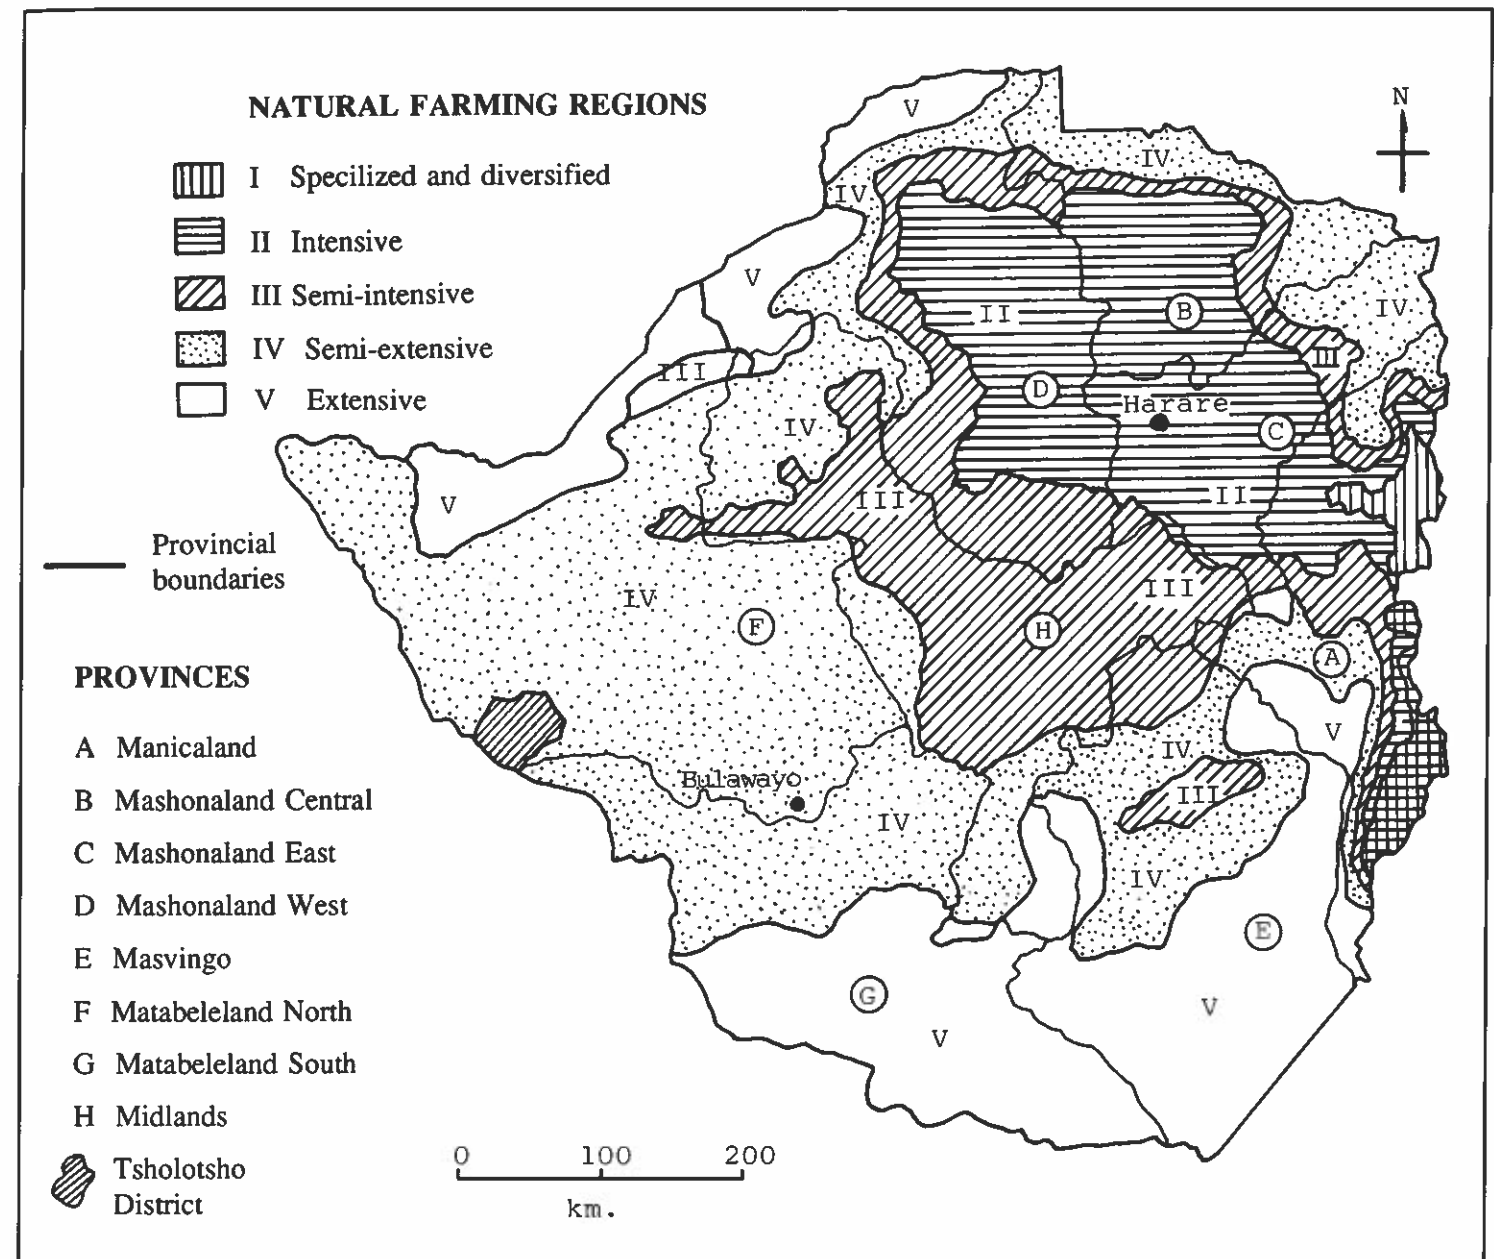 NATURAL FARMING REGIONS
I Specilized and diversified
II Intensive
III Semi-intensive
IV Semi-extensive
V Extensive
Provincial
boundaries
PROVINCES
A Manicaland
B Mashonaland Central
C Mashonaland East
D Mashonaland West
E Masvingo
F Matabeleland North
G Matabeleland South
H Midlands
Tsholotsho
District
0 100 200
km.
N
V
IV
IV
V
IV
II
B
III
III
D
Harare
IV
C
V
III
II
IV
III
F
H
A
V
IV
Bulawayo
III
IV
IV
E
G
V
V